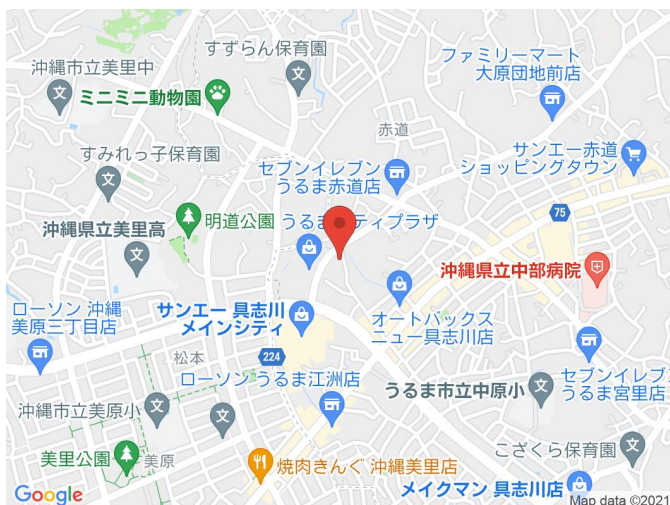 すずらん保育園
沖縄市立美里中
ファミリーマート
大原団地前店
ミニミニ動物園
赤道
サンエー赤道
ショッピングタウン
すみれっ子保育園
セブンイレブン
うるま赤道店
75
明道公園
うるまシティプラザ
沖縄県立美里高
沖縄県立中部病院
ローソン 沖縄
美原三丁目店
サンエー 具志川
メインシティ
オートバックス
ニュー具志川店
松本
224
ローソン うるま江洲店
うるま市立中原小
セブンイレブ
うるま宮里店
沖縄市立美原小
こざくら保育園
美里公園
美原
焼肉きんぐ 沖縄美里店
メイクマン 具志川店
Google
Map data ©2021